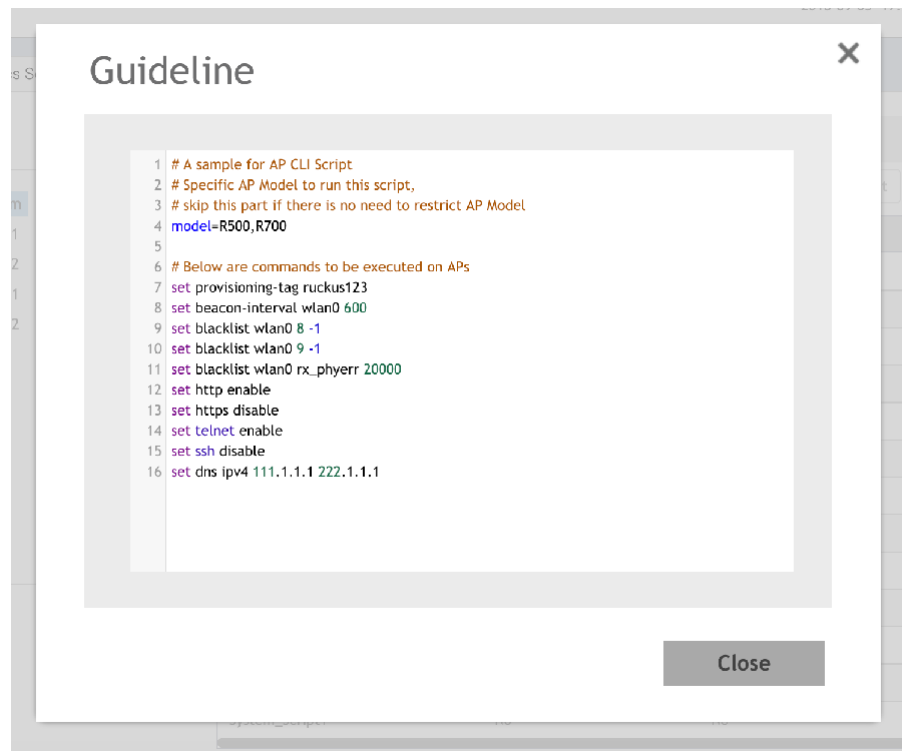 Guideline
1 # A sample for AP CLI Script
2 # Specific AP Model to run this script,
3 # skip this part if there is no need to restrict AP Model
4 model=R500,R700
5
6 # Below are commands to be executed on APs
7 set provisioning-tag ruckus123
8 set beacon-interval wlan0 600
9 set blacklist wlan0 8 -1
10 set blacklist wlan0 9 -1
11 set blacklist wlan0 rx_phyerr 20000
12 set http enable
13 set https disable
14 set telnet enable
15 set ssh disable
16 set dns ipv4 111.1.1.1 222.1.1.1
Close